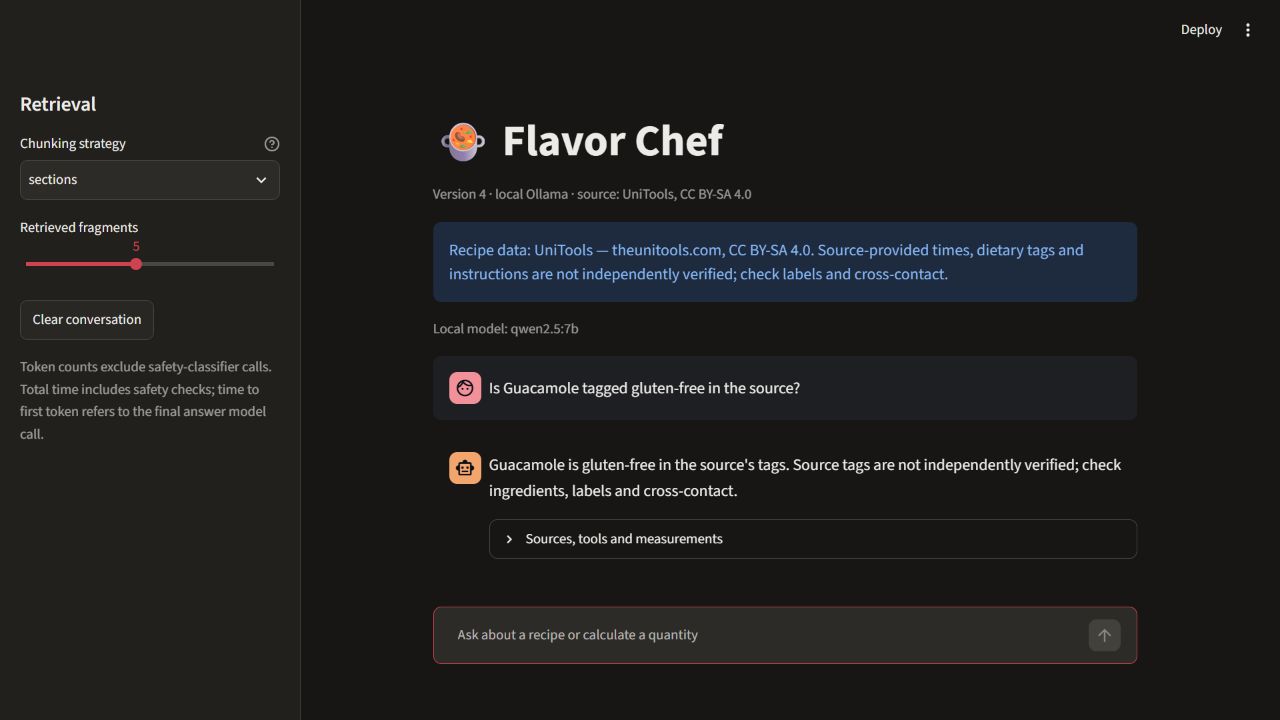 Deploy
Retrieval
Chunking strategy
sections
Retrieved fragments
5
Clear conversation
Token counts exclude safety-classifier calls.
Total time includes safety checks; time to
first token refers to the final answer model
call.
Flavor Chef
Version 4 · local Ollama · source: UniTools, CC BY-SA 4.0
Recipe data: UniTools — theunitools.com, CC BY-SA 4.0. Source-provided times, dietary tags and
instructions are not independently verified; check labels and cross-contact.
Local model: qwen2.5:7b
Is Guacamole tagged gluten-free in the source?
Guacamole is gluten-free in the source's tags. Source tags are not independently verified; check
ingredients, labels and cross-contact.
Sources, tools and measurements
Ask about a recipe or calculate a quantity